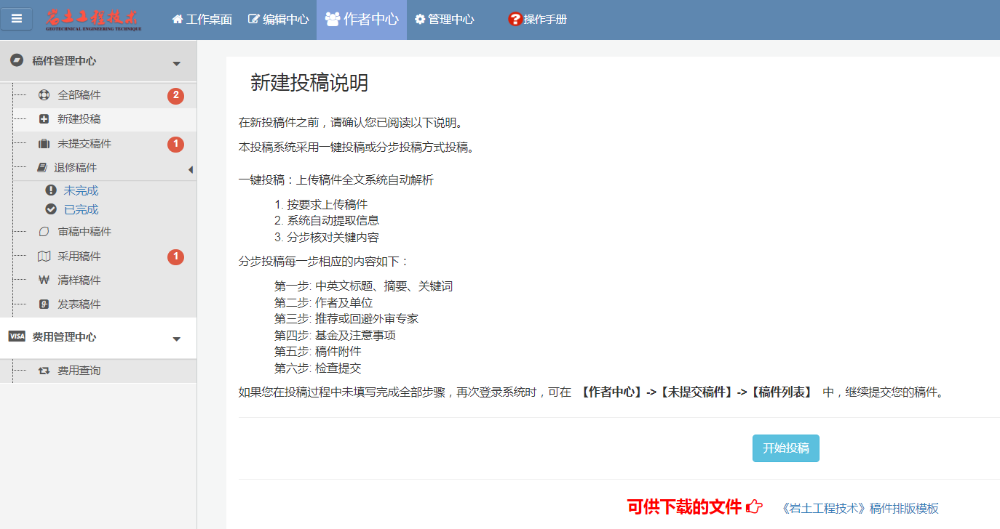 岩土工程技术
GEOTECHNICAL ENGINEERING TECHNIQUE
工作桌面 编辑中心 作者中心 管理中心 操作手册
稿件管理中心
全部稿件 2
新建投稿
未提交稿件 1
退修稿件
未完成
已完成
审稿中稿件
采用稿件 1
清样稿件
发表稿件
VISA 费用管理中心
费用查询
新建投稿说明
在新投稿件之前，请确认您已阅读以下说明。
本投稿系统采用一键投稿或分步投稿方式投稿。
一键投稿：上传稿件全文系统自动解析
1. 按要求上传稿件
2. 系统自动提取信息
3. 分步核对关键内容
分步投稿每一步相应的内容如下：
第一步: 中英文标题、摘要、关键词
第二步: 作者及单位
第三步: 推荐或回避外审专家
第四步: 基金及注意事项
第五步: 稿件附件
第六步: 检查提交
如果您在投稿过程中未填写完成全部步骤，再次登录系统时，可在 【作者中心】->【未提交稿件】->【稿件列表】 中，继续提交您的稿件。
开始投稿
可供下载的文件 《岩土工程技术》稿件排版模板